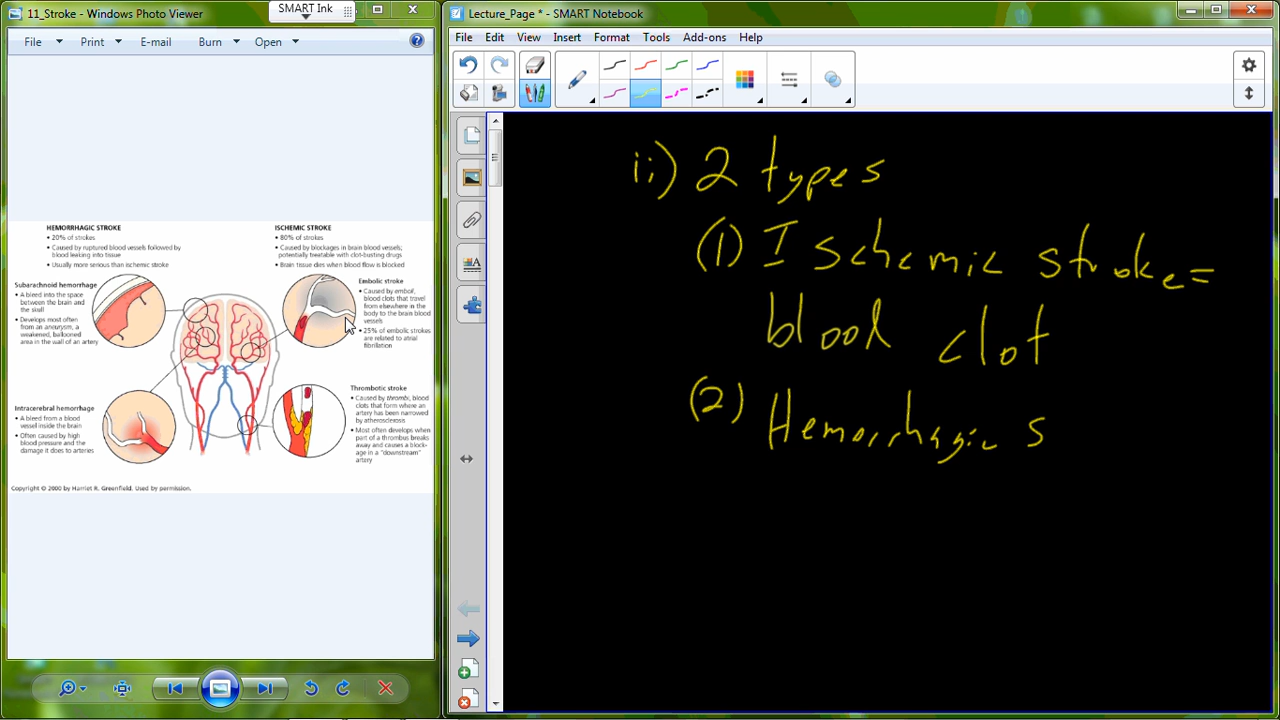 11_Stroke - Windows Photo Viewer
SMART Ink
File Print E-mail Burn Open
HEMORRHAGIC STROKE
• 20% of strokes
• Caused by ruptured blood vessels followed by
blood leaking into tissue
• Usually more serious than ischemic stroke
ISCHEMIC STROKE
• 80% of strokes
• Caused by blockages in brain blood vessels;
potentially treatable with clot-busting drugs
• Brain tissue dies when blood flow is blocked
Subarachnoid hemorrhage
• A bleed into the space
between the brain and
the skull
• Develops most often
from an aneurysm, a
weakened, ballooned
area in the wall of an artery
Embolic stroke
• Caused by emboli,
blood clots that travel
from elsewhere in the
body to the brain blood
vessels
• 25% of embolic strokes
are related to atrial
fibrillation
Intracerebral hemorrhage
• A bleed from a blood
vessel inside the brain
• Often caused by high
blood pressure and the
damage it does to arteries
Thrombotic stroke
• Caused by thrombi, blood
clots that form where an
artery has been narrowed
by atherosclerosis
• Most often develops when
part of a thrombus breaks
away and causes a block-
age in a "downstream"
artery
Copyright © 2000 by Harriet R. Greenfield. Used by permission.
Lecture_Page * - SMART Notebook
File Edit View Insert Format Tools Add-ons Help
ii) 2 types
(1) Ischemic stroke =
blood clot
(2) Hemorrhagic s